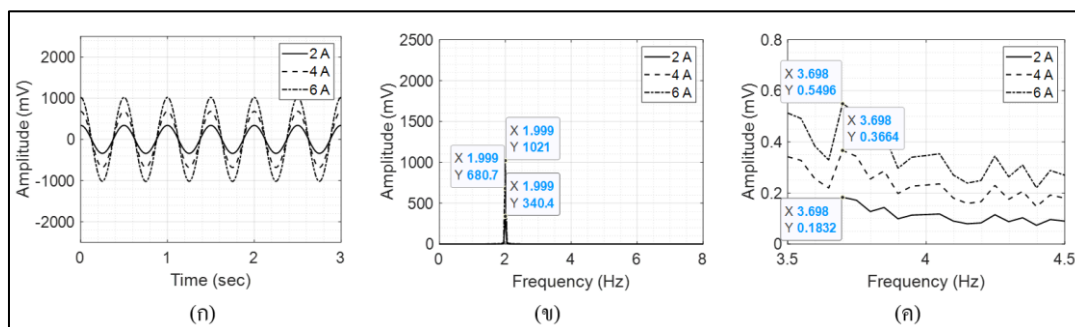 2000
1000
0
-1000
-2000
Amplitude (mV)
0
1
2
3
Time (sec)
2 A
4 A
6 A
(ก)
2500
2000
1500
1000
500
0
Amplitude (mV)
0
2
4
6
8
Frequency (Hz)
2 A
4 A
6 A
X 1.999
Y 1021
X 1.999
Y 680.7
X 1.999
Y 340.4
(ข)
0.8
0.6
0.4
0.2
0
Amplitude (mV)
3.5
4
4.5
Frequency (Hz)
2 A
4 A
6 A
X 3.698
Y 0.5496
X 3.698
Y 0.3664
X 3.698
Y 0.1832
(ค)